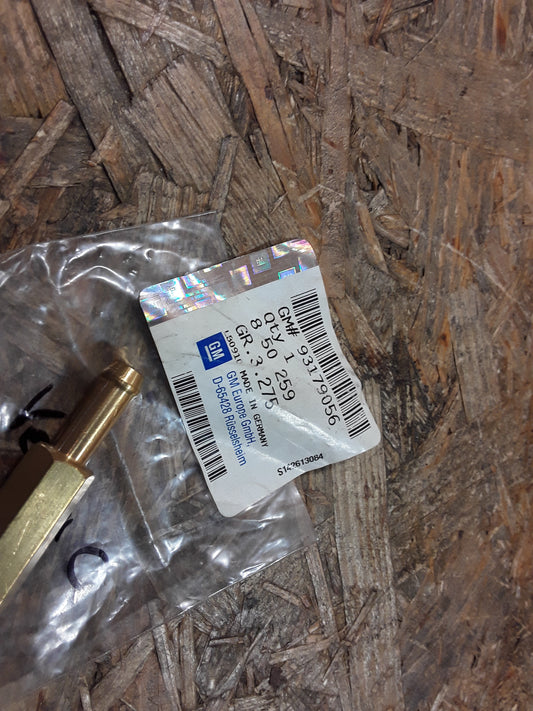 GM# 93179056
Qty 1
8 50 259
GR.3.275
MADE IN GERMANY
GM
GM Europe GmbH,
D-65428 Rüsselsheim
S142613084